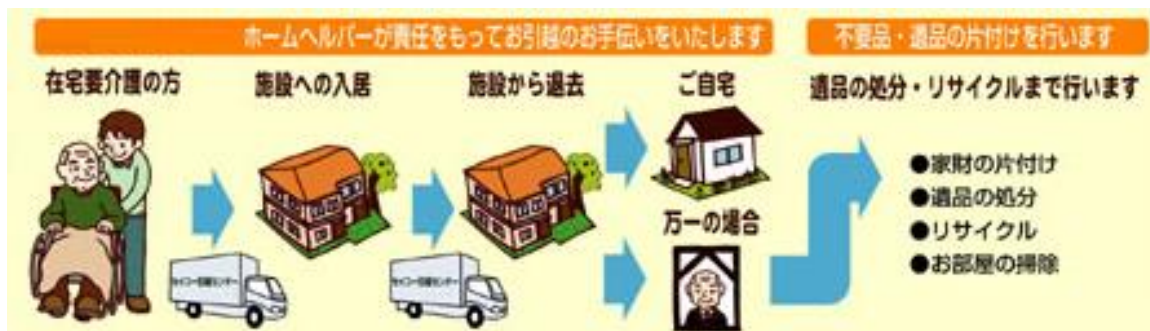 ホームヘルパーが責任をもってお引越のお手伝いをいたします
不要品・遺品の片付けを行います
在宅要介護の方
施設への入居
施設から退去
ご自宅
遺品の処分・リサイクルまで行います
●家財の片付け
●遺品の処分
●リサイクル
●お部屋の掃除
万一の場合